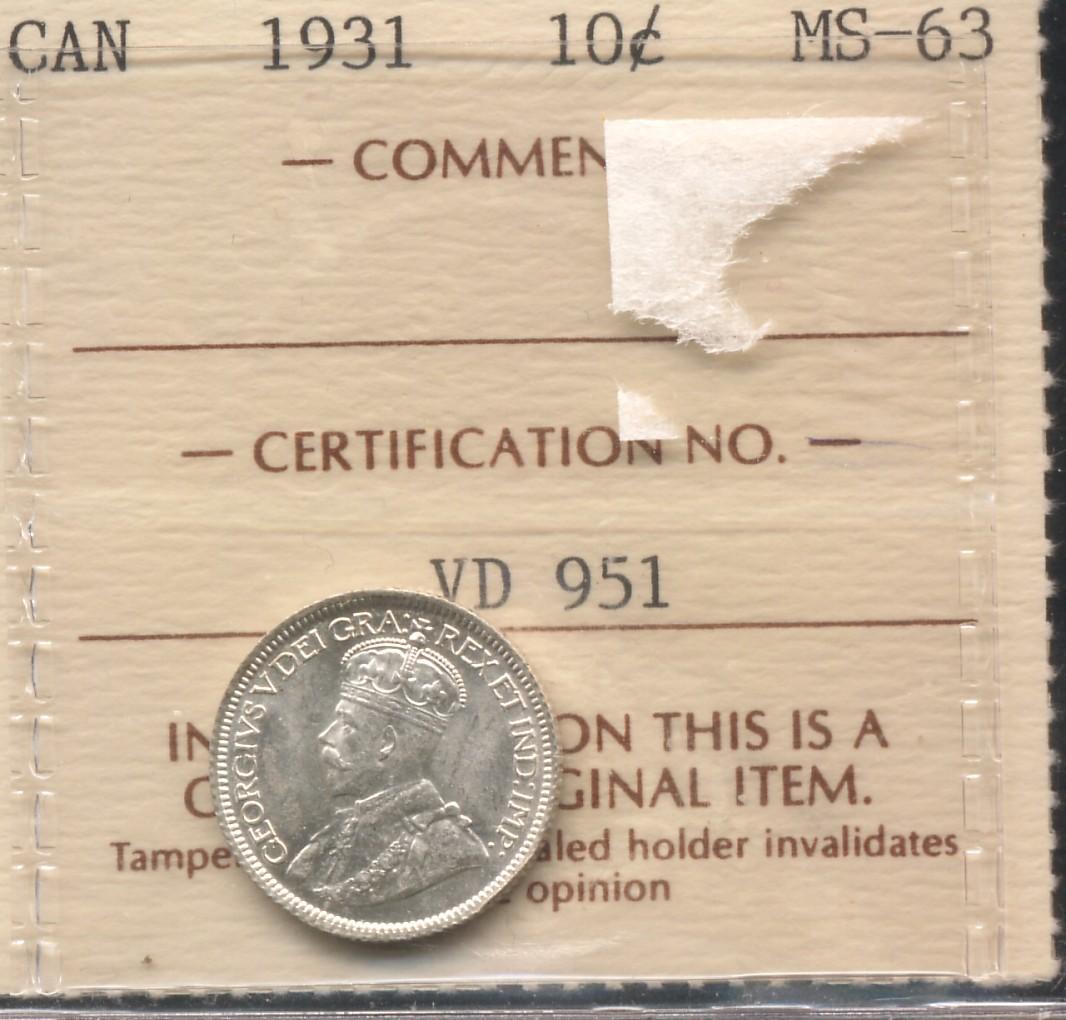 CAN 1931 10¢ MS-63
— COMMEN
— CERTIFICATION NO. —
VD 951
GEORGIVS V DEI GRA: REX ET IND: IMP:
IN ON THIS IS A
GINAL ITEM.
Tampe aled holder invalidates
opinion